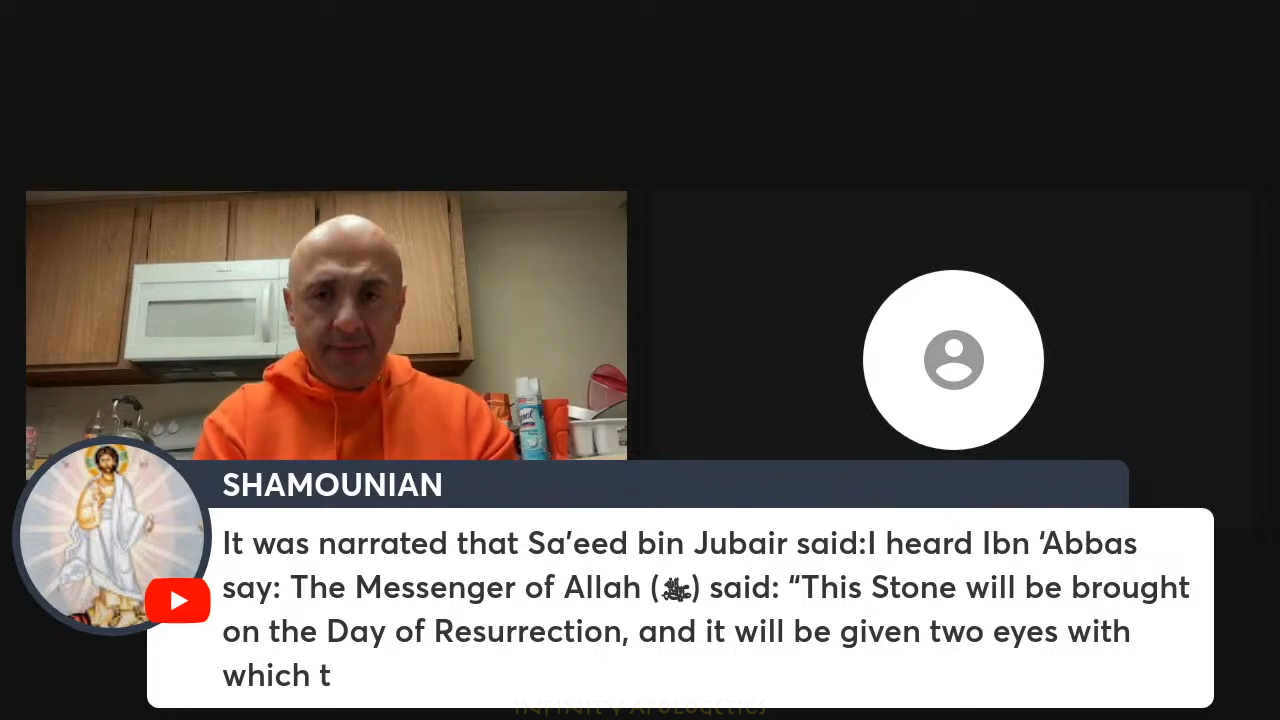 SHAMOUNIAN
It was narrated that Sa’eed bin Jubair said:I heard Ibn ‘Abbas
say: The Messenger of Allah (ﷺ) said: “This Stone will be brought
on the Day of Resurrection, and it will be given two eyes with
which t
INFINITY APOLOGETICS